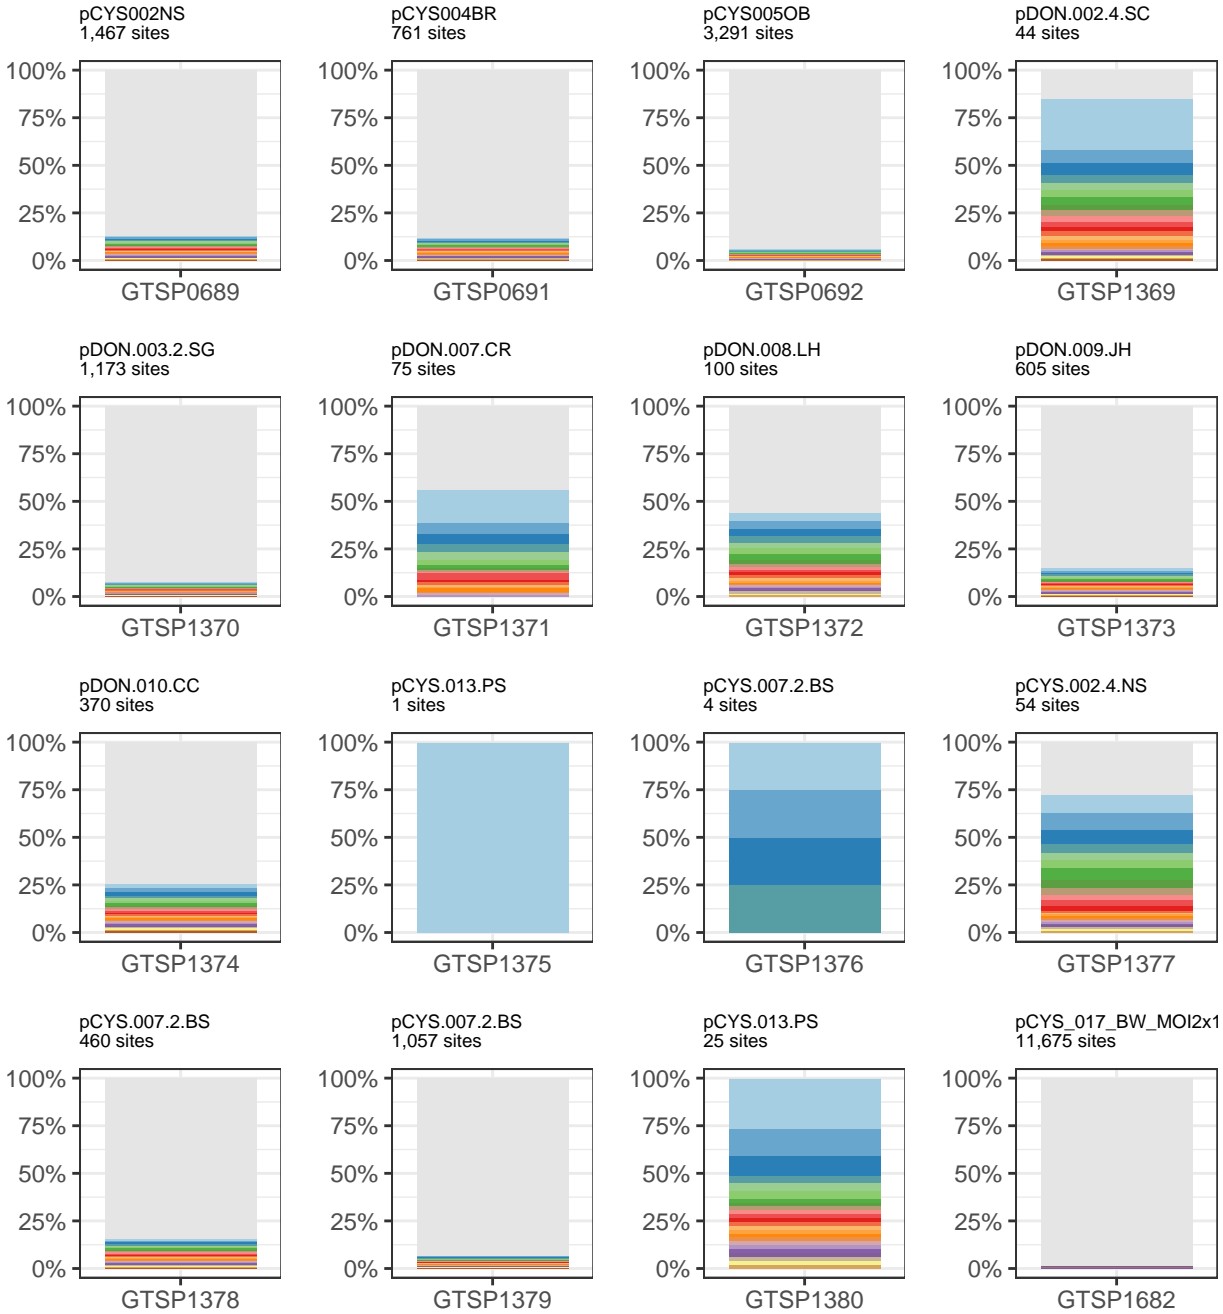 pCYS002NS
1,467 sites
100%
75%
50%
25%
0%
GTSP0689
pCYS004BR
761 sites
100%
75%
50%
25%
0%
GTSP0691
pCYS005OB
3,291 sites
100%
75%
50%
25%
0%
GTSP0692
pDON.002.4.SC
44 sites
100%
75%
50%
25%
0%
GTSP1369
pDON.003.2.SG
1,173 sites
100%
75%
50%
25%
0%
GTSP1370
pDON.007.CR
75 sites
100%
75%
50%
25%
0%
GTSP1371
pDON.008.LH
100 sites
100%
75%
50%
25%
0%
GTSP1372
pDON.009.JH
605 sites
100%
75%
50%
25%
0%
GTSP1373
pDON.010.CC
370 sites
100%
75%
50%
25%
0%
GTSP1374
pCYS.013.PS
1 sites
100%
75%
50%
25%
0%
GTSP1375
pCYS.007.2.BS
4 sites
100%
75%
50%
25%
0%
GTSP1376
pCYS.002.4.NS
54 sites
100%
75%
50%
25%
0%
GTSP1377
pCYS.007.2.BS
460 sites
100%
75%
50%
25%
0%
GTSP1378
pCYS.007.2.BS
1,057 sites
100%
75%
50%
25%
0%
GTSP1379
pCYS.013.PS
25 sites
100%
75%
50%
25%
0%
GTSP1380
pCYS_017_BW_MOI2x1
11,675 sites
100%
75%
50%
25%
0%
GTSP1682